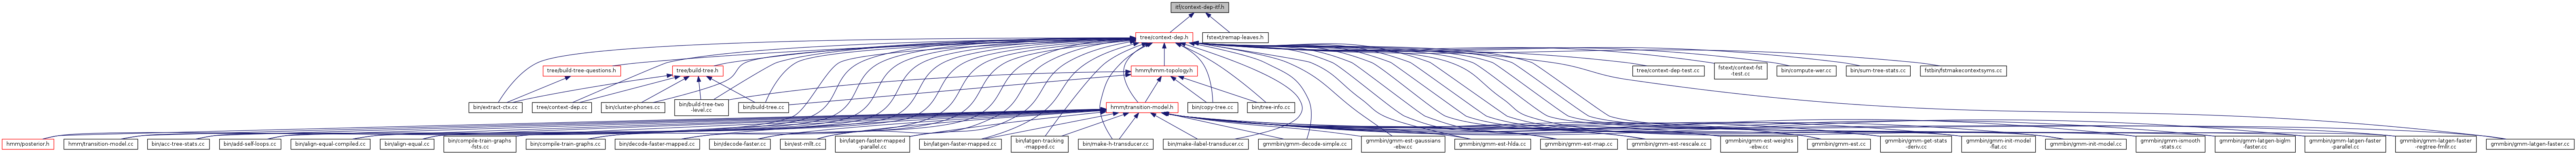 itf/context-dep-itf.h
tree/context-dep.h
fstext/remap-leaves.h
tree/build-tree-questions.h
tree/build-tree.h
hmm/hmm-topology.h
tree/context-dep-test.cc
fstext/context-fst
-test.cc
bin/compute-wer.cc
bin/sum-tree-stats.cc
fstbin/fstmakecontextsyms.cc
bin/extract-ctx.cc
tree/context-dep.cc
bin/cluster-phones.cc
bin/build-tree-two
-level.cc
bin/build-tree.cc
hmm/transition-model.h
bin/copy-tree.cc
bin/tree-info.cc
hmm/posterior.h
hmm/transition-model.cc
bin/acc-tree-stats.cc
bin/add-self-loops.cc
bin/align-equal-compiled.cc
bin/align-equal.cc
bin/compile-train-graphs
-fsts.cc
bin/compile-train-graphs.cc
bin/decode-faster-mapped.cc
bin/decode-faster.cc
bin/est-mllt.cc
bin/latgen-faster-mapped
-parallel.cc
bin/latgen-faster-mapped.cc
bin/latgen-tracking
-mapped.cc
bin/make-h-transducer.cc
bin/make-ilabel-transducer.cc
gmmbin/gmm-decode-simple.cc
gmmbin/gmm-est-gaussians
-ebw.cc
gmmbin/gmm-est-hlda.cc
gmmbin/gmm-est-map.cc
gmmbin/gmm-est-rescale.cc
gmmbin/gmm-est-weights
-ebw.cc
gmmbin/gmm-est.cc
gmmbin/gmm-get-stats
-deriv.cc
gmmbin/gmm-init-model
-flat.cc
gmmbin/gmm-init-model.cc
gmmbin/gmm-ismooth
-stats.cc
gmmbin/gmm-latgen-biglm
-faster.cc
gmmbin/gmm-latgen-faster
-parallel.cc
gmmbin/gmm-latgen-faster
-regtree-fmllr.cc
gmmbin/gmm-latgen-faster.cc